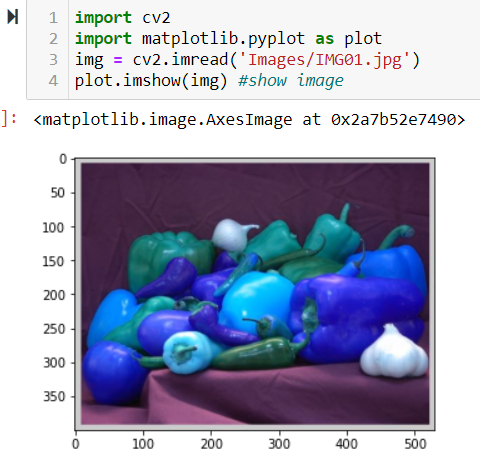 1 import cv2
2 import matplotlib.pyplot as plot
3 img = cv2.imread('Images/IMG01.jpg')
4 plot.imshow(img) #show image
]: <matplotlib.image.AxesImage at 0x2a7b52e7490>
0
50
100
150
200
250
300
350
0 100 200 300 400 500